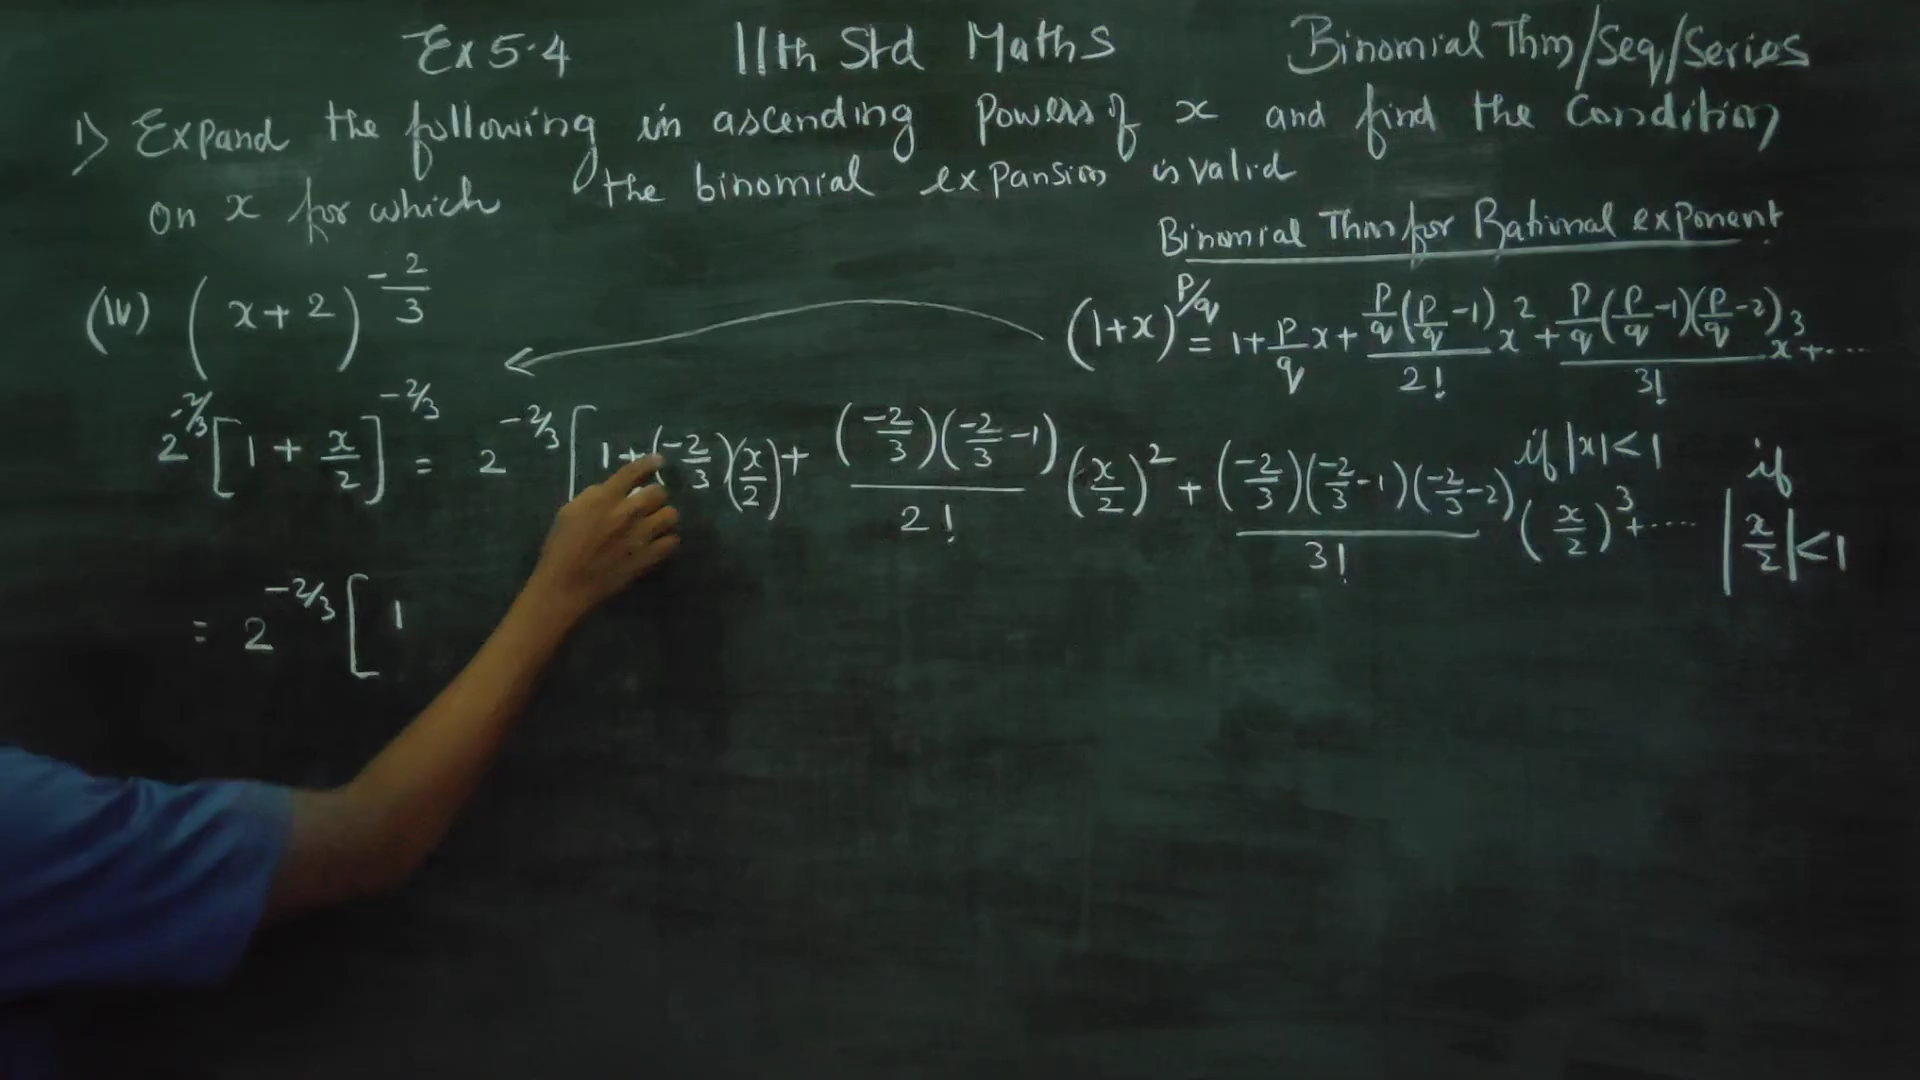 Ex 5.4 11th Std Maths Binomial Thm/Seq/Series
1) Expand the following in ascending powers of x and find the Condition
on x for which the binomial expansion is valid
Binomial Thm for Rational exponent
(iv) (x+2)^(-2/3)
(1+x)^(p/q) = 1+ p/q x + (p/q(p/q -1))/2! x^2 + (p/q(p/q -1)(p/q -2))/3! x^3 + ....
if |x|<1
2^(-2/3) [1 + x/2]^(-2/3) = 2^(-2/3) [1+(-2/3)(x/2)+ ((-2/3)(-2/3 -1))/2! (x/2)^2 + ((-2/3)(-2/3 -1)(-2/3 -2))/3! (x/2)^3 + .... if |x/2|<1
= 2^(-2/3) [ 1